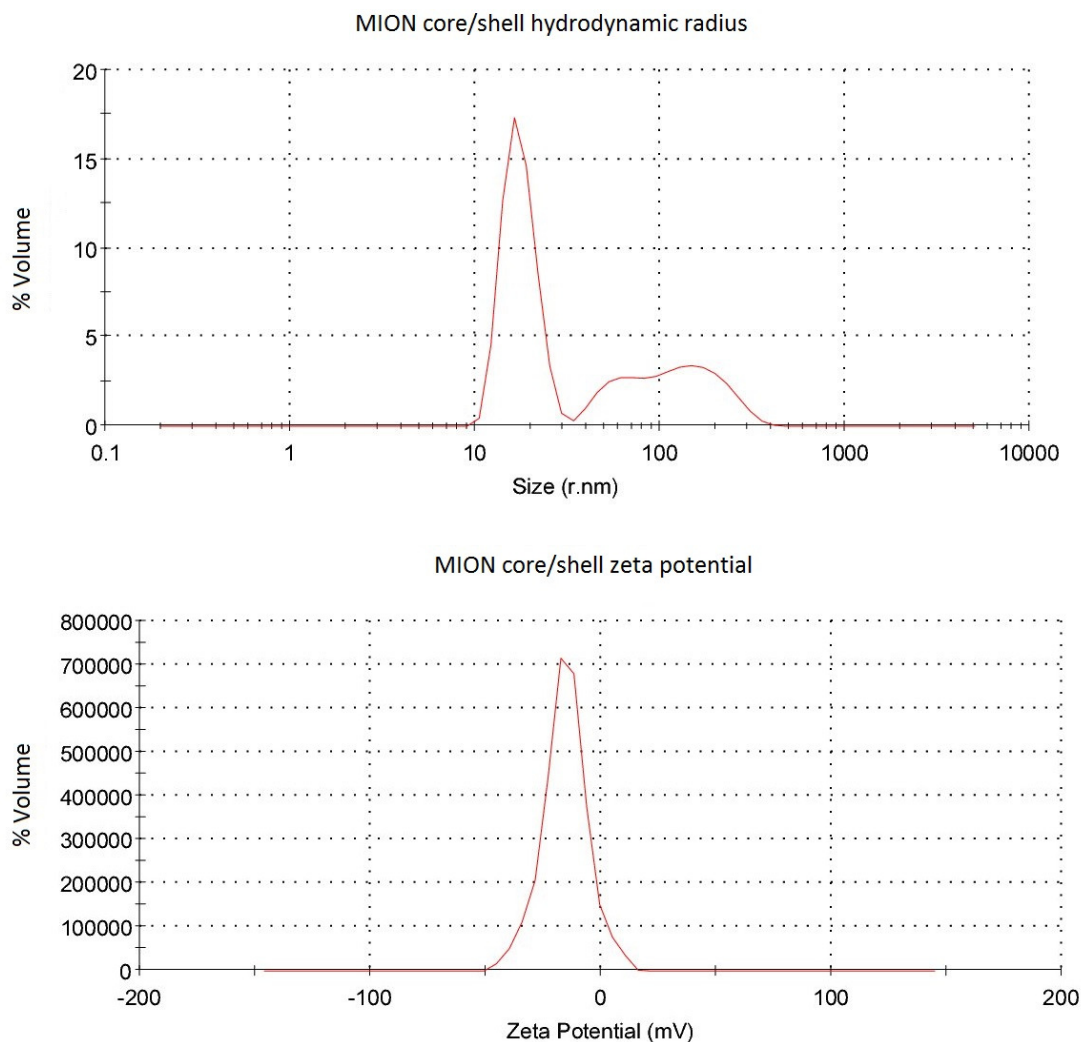 MION core/shell hydrodynamic radius
20
15
10
5
0
% Volume
0.1 1 10 100 1000 10000
Size (r.nm)
MION core/shell zeta potential
800000
700000
600000
500000
400000
300000
200000
100000
0
% Volume
-200 -100 0 100 200
Zeta Potential (mV)